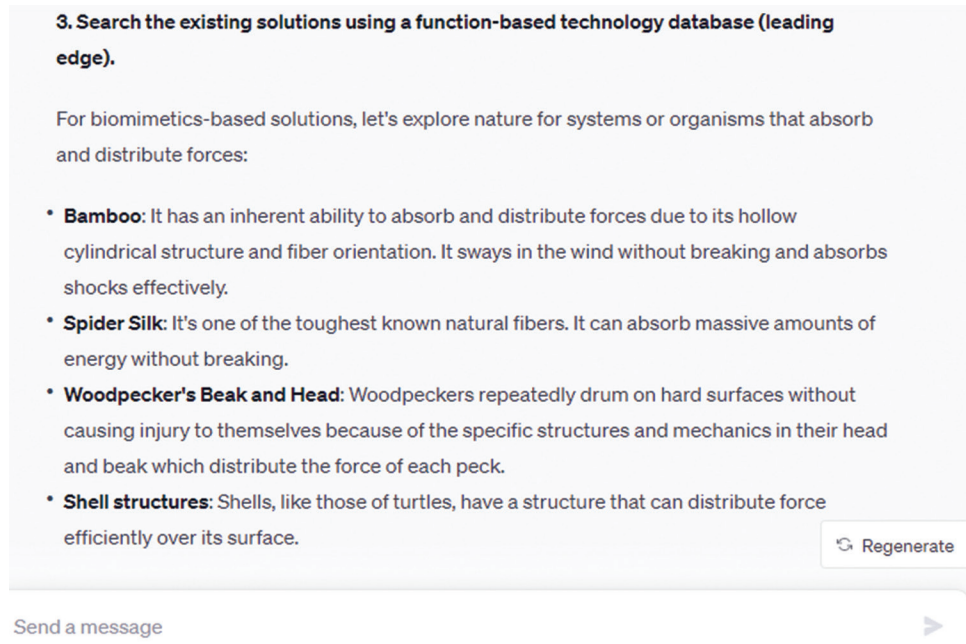 3. Search the existing solutions using a function-based technology database (leading
edge).
For biomimetics-based solutions, let's explore nature for systems or organisms that absorb
and distribute forces:
• Bamboo: It has an inherent ability to absorb and distribute forces due to its hollow
cylindrical structure and fiber orientation. It sways in the wind without breaking and absorbs
shocks effectively.
• Spider Silk: It's one of the toughest known natural fibers. It can absorb massive amounts of
energy without breaking.
• Woodpecker's Beak and Head: Woodpeckers repeatedly drum on hard surfaces without
causing injury to themselves because of the specific structures and mechanics in their head
and beak which distribute the force of each peck.
• Shell structures: Shells, like those of turtles, have a structure that can distribute force
efficiently over its surface.
Regenerate
Send a message